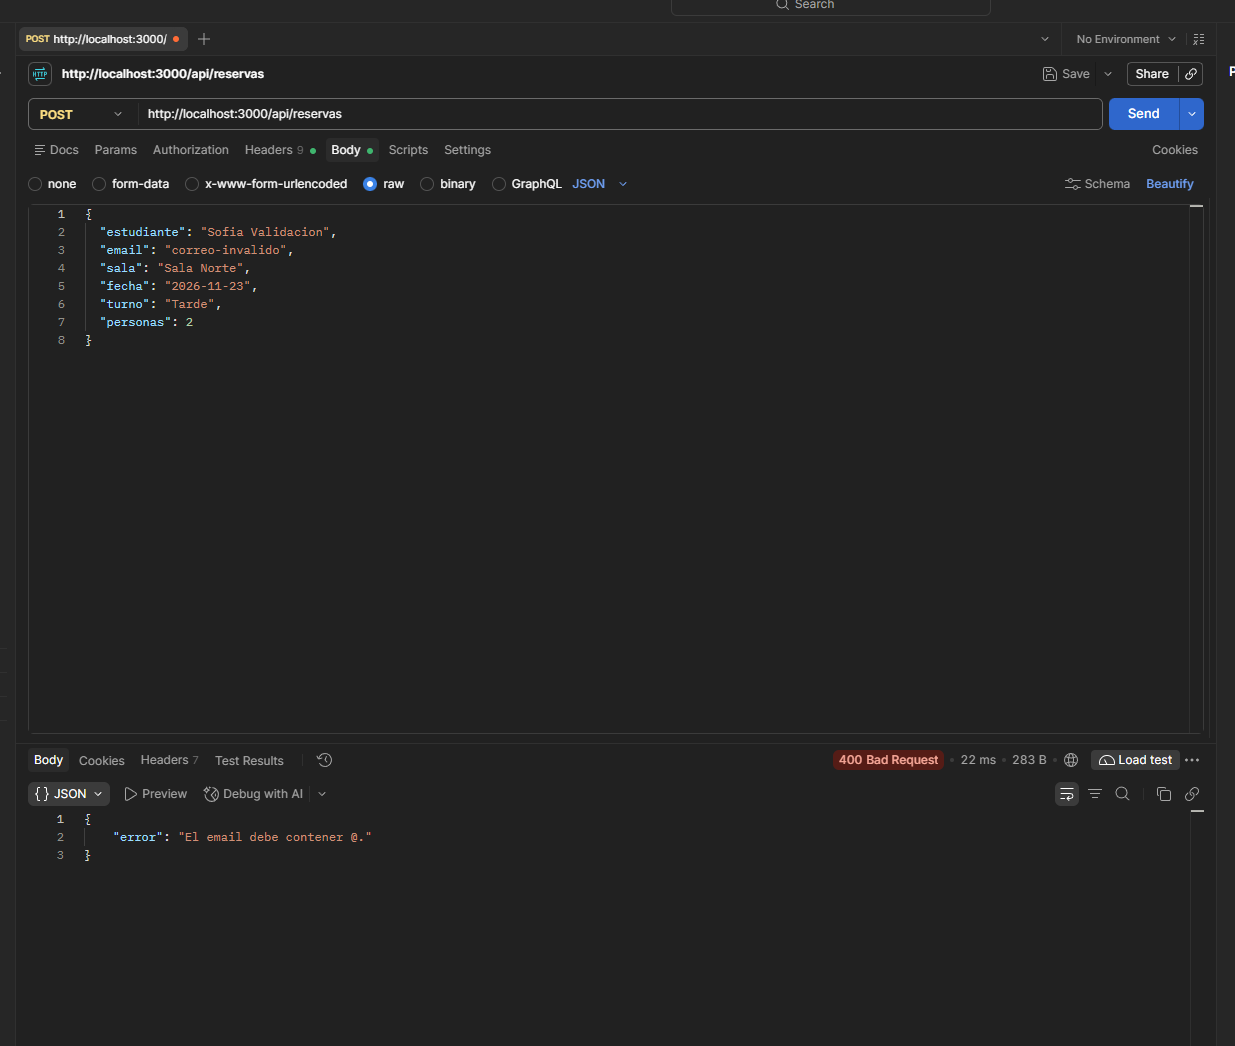 Search
POST http://localhost:3000/
No Environment
HTTP http://localhost:3000/api/reservas
Save
Share
POST
http://localhost:3000/api/reservas
Send
Docs Params Authorization Headers 9 Body Scripts Settings
Cookies
none form-data x-www-form-urlencoded raw binary GraphQL JSON
Schema Beautify
1 {
2 "estudiante": "Sofia Validacion",
3 "email": "correo-invalido",
4 "sala": "Sala Norte",
5 "fecha": "2026-11-23",
6 "turno": "Tarde",
7 "personas": 2
8 }
Body Cookies Headers 7 Test Results
400 Bad Request 22 ms 283 B Load test
{} JSON Preview Debug with AI
1 {
2 "error": "El email debe contener @."
3 }